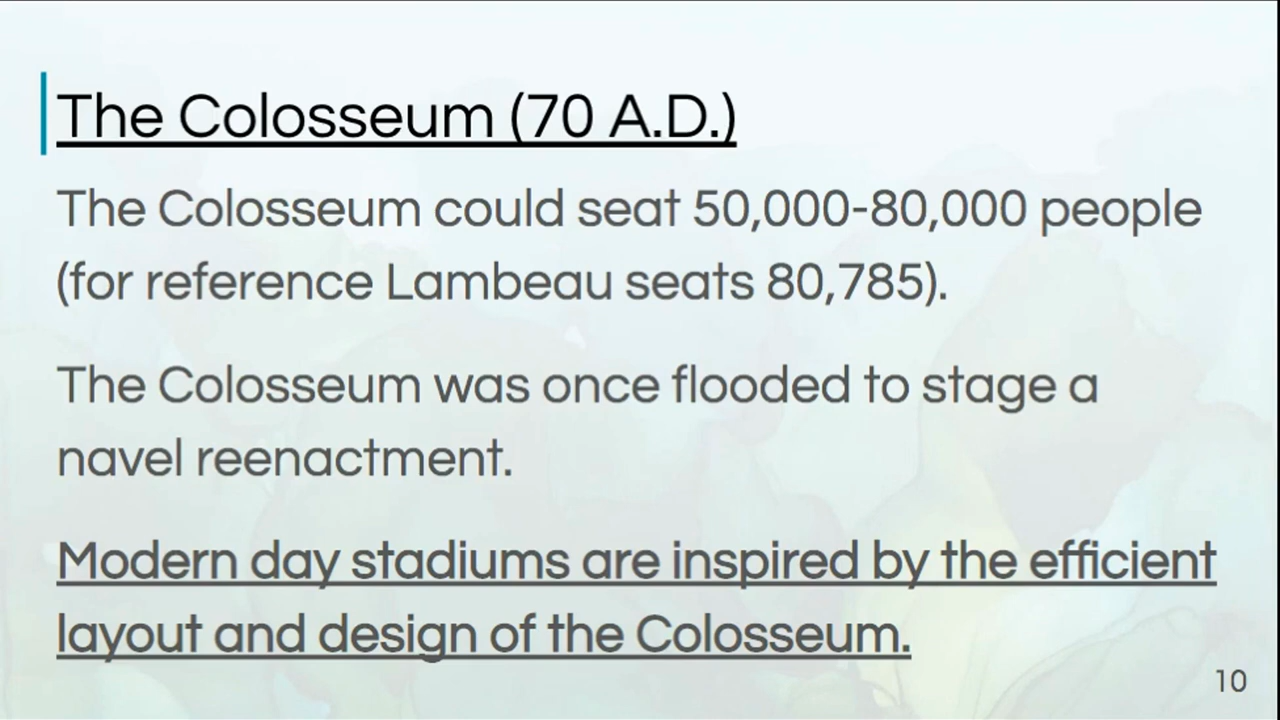 The Colosseum (70 A.D.)
The Colosseum could seat 50,000-80,000 people
(for reference Lambeau seats 80,785).
The Colosseum was once flooded to stage a
navel reenactment.
Modern day stadiums are inspired by the efficient
layout and design of the Colosseum.
10